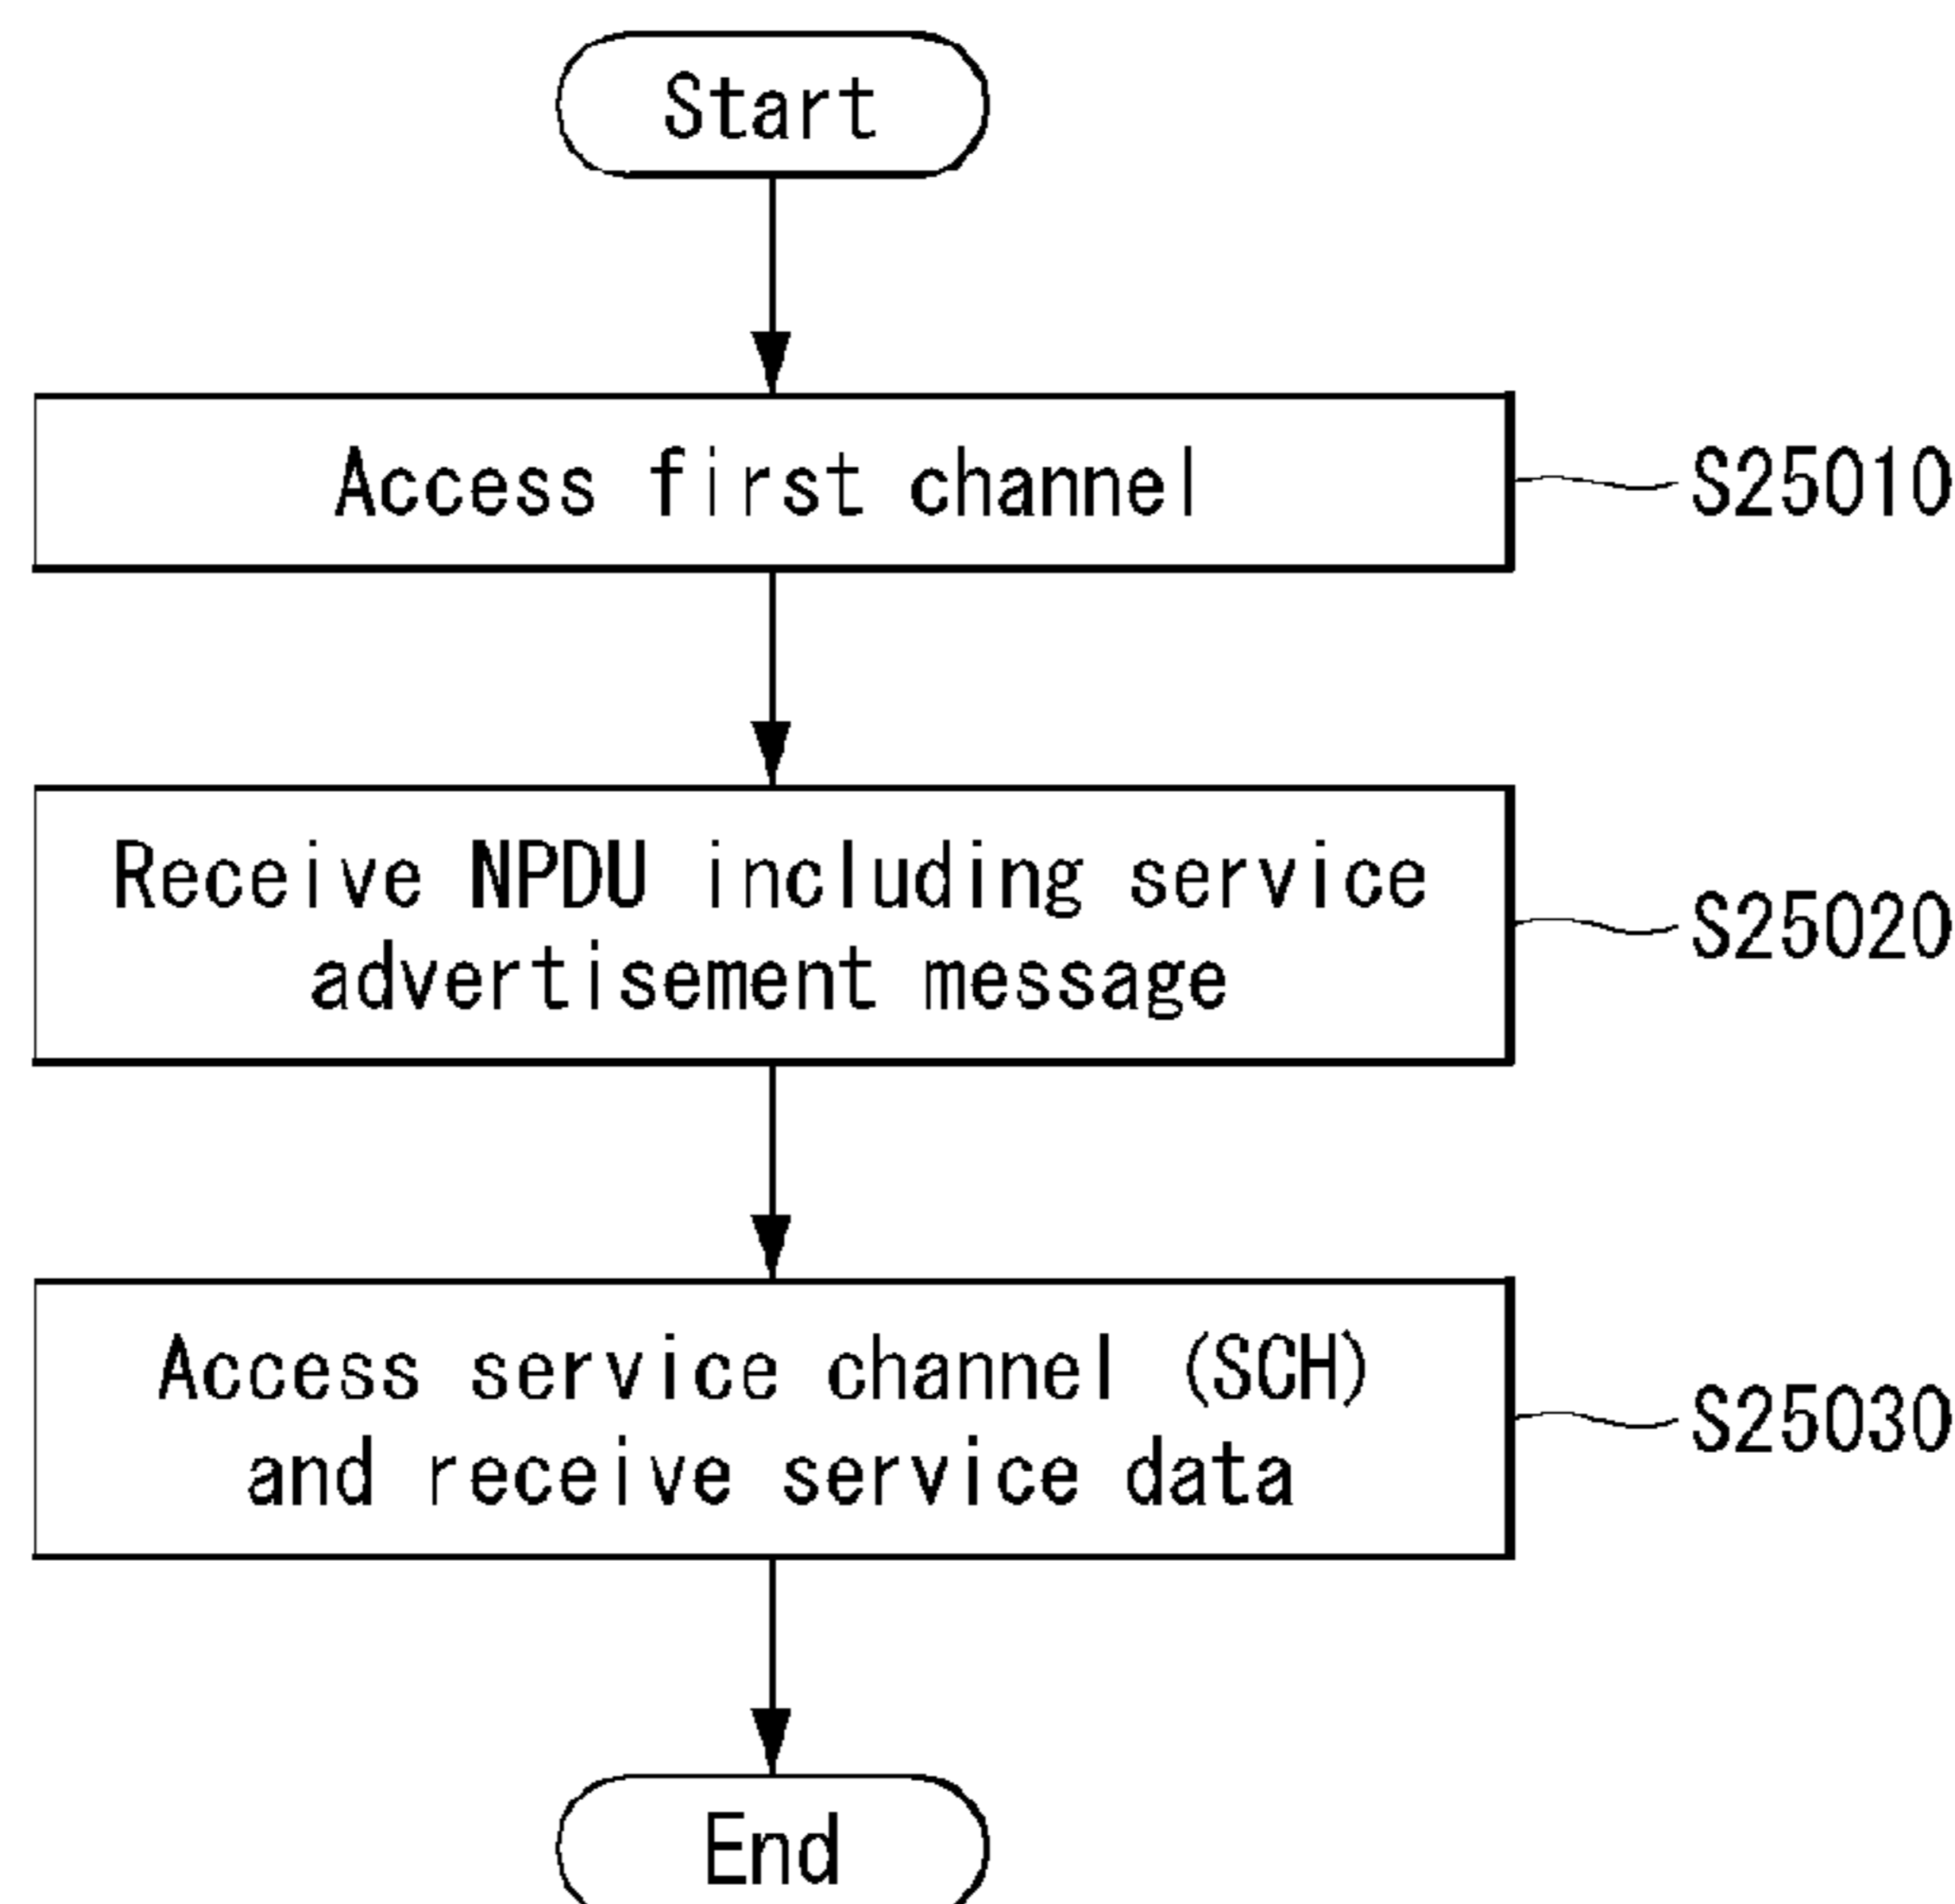 Start
Access first channel
S25010
Receive NPDU including service
advertisement message
S25020
Access service channel (SCH)
and receive service data
S25030
End